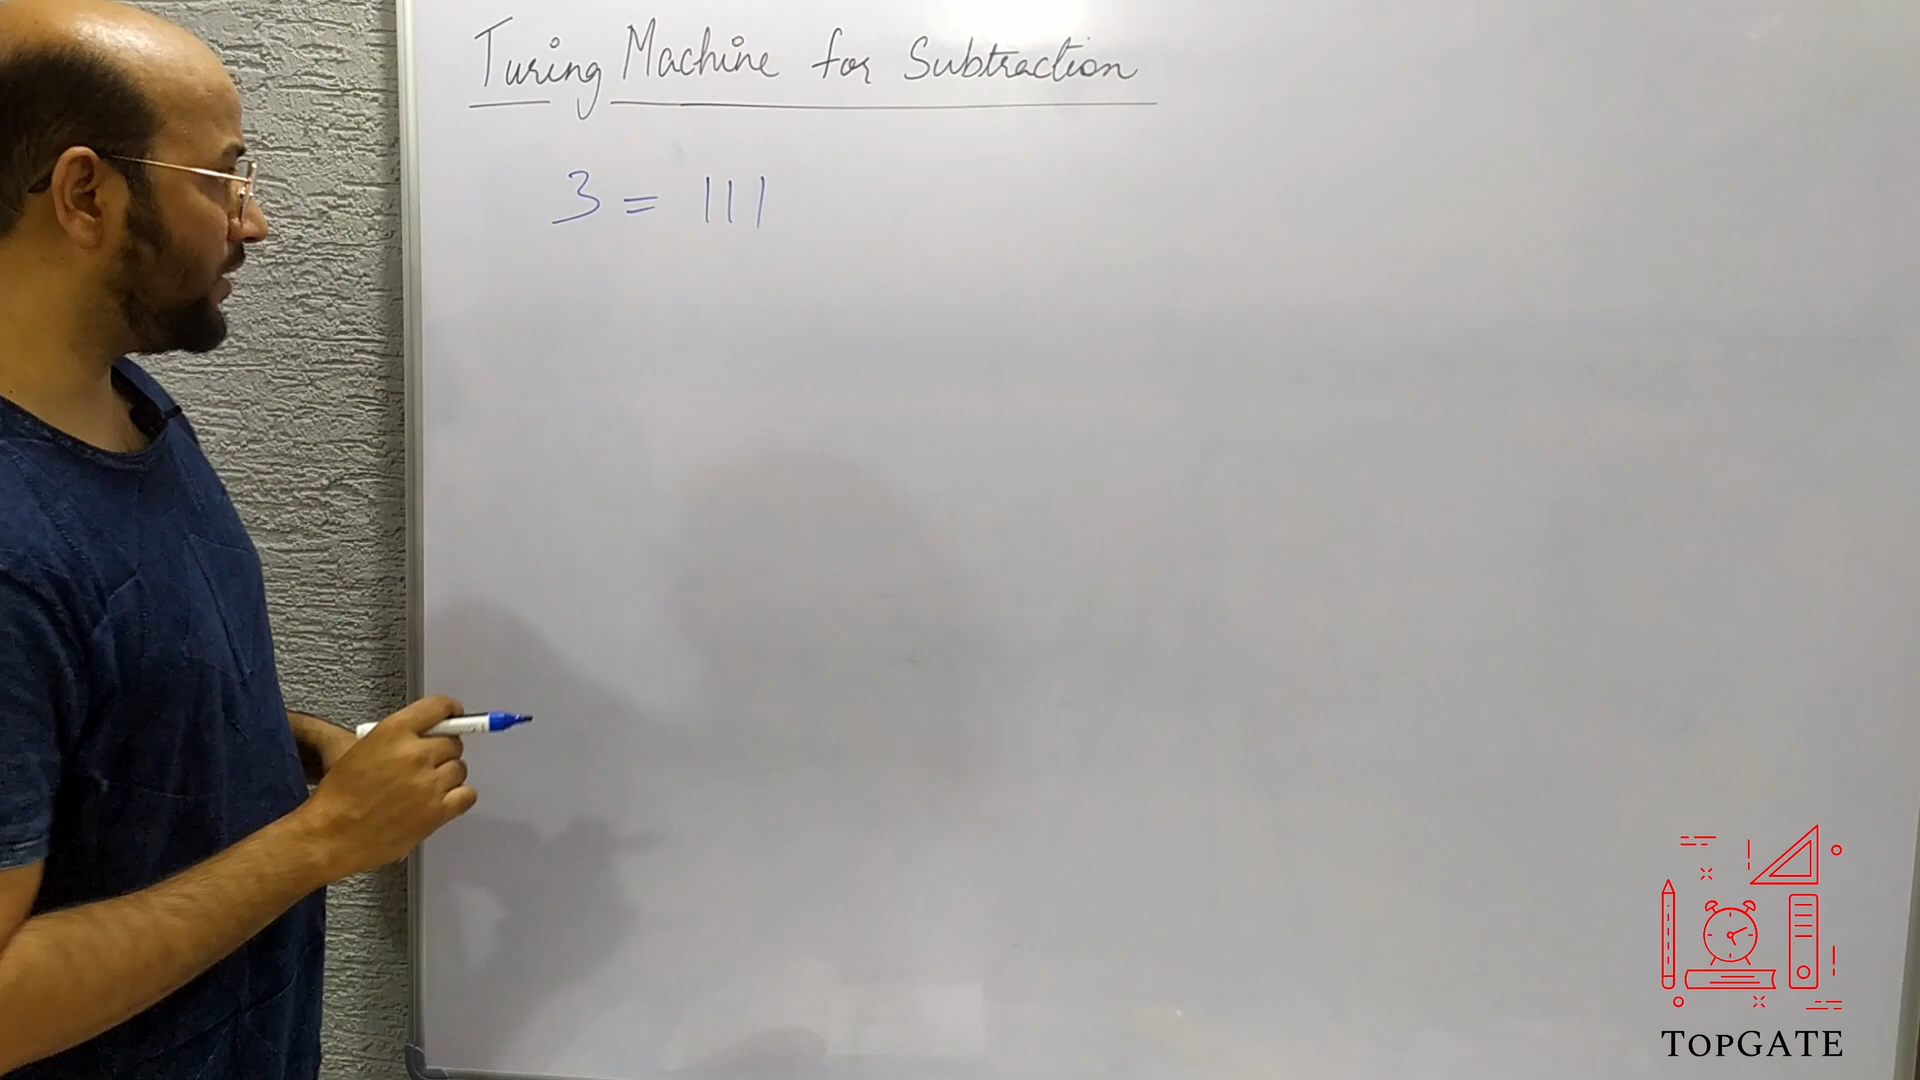 Turing Machine for Subtraction
3 = 111
TOPGATE